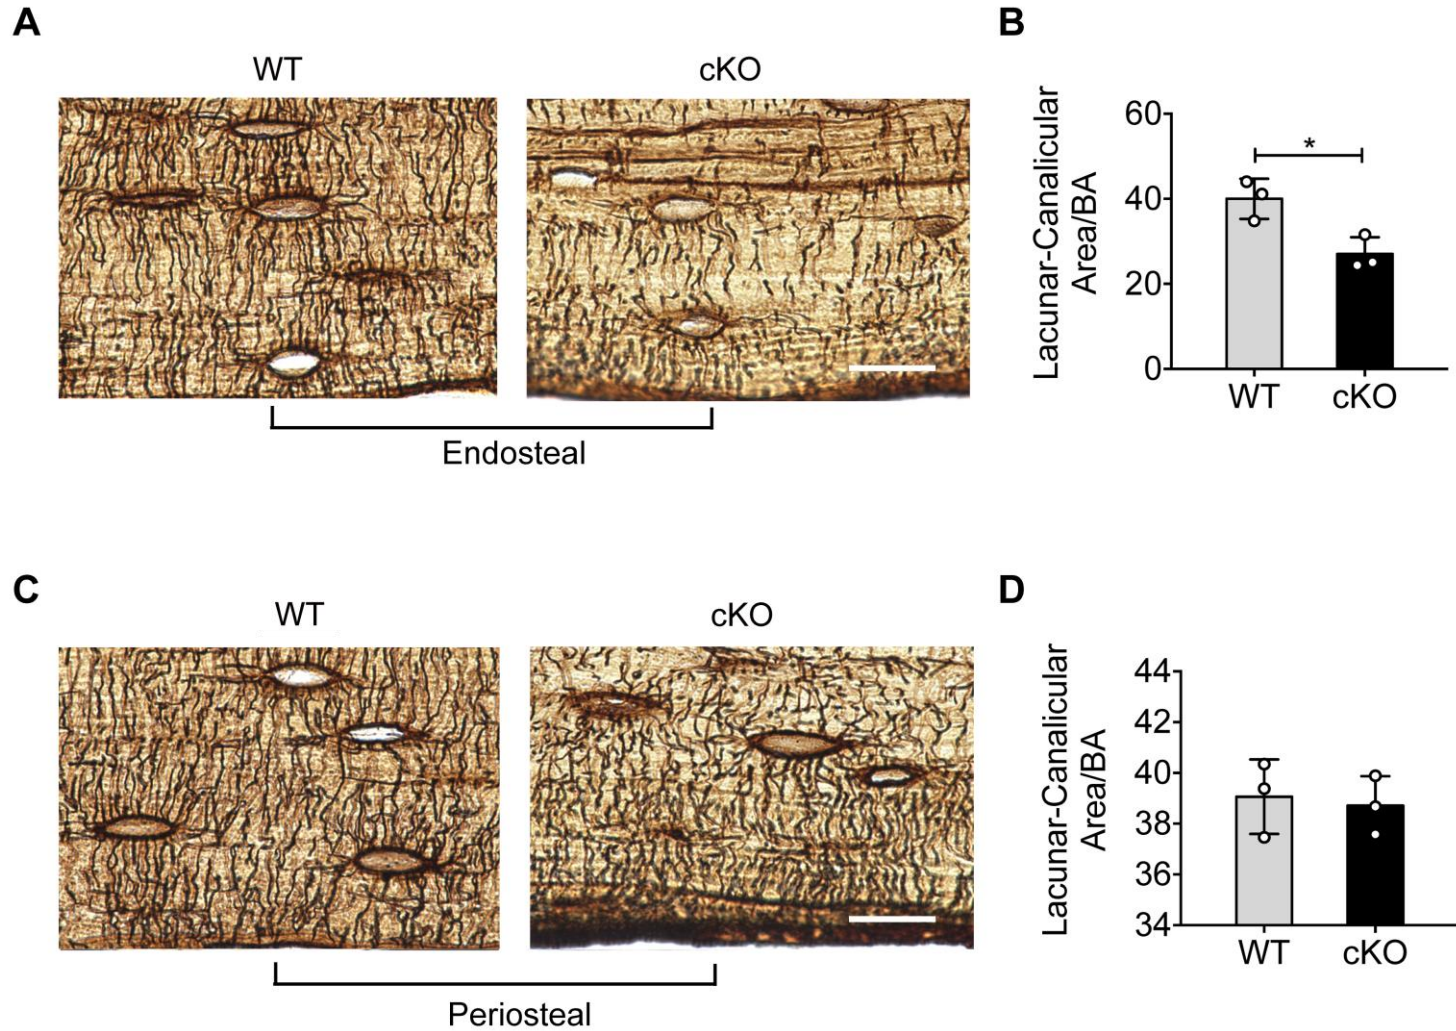 A
WT
cKO
Endosteal
B
Lacunar-Canalicular
Area/BA
60
40
20
0
*
WT
cKO
C
WT
cKO
Periosteal
D
Lacunar-Canalicular
Area/BA
44
42
40
38
36
34
WT
cKO